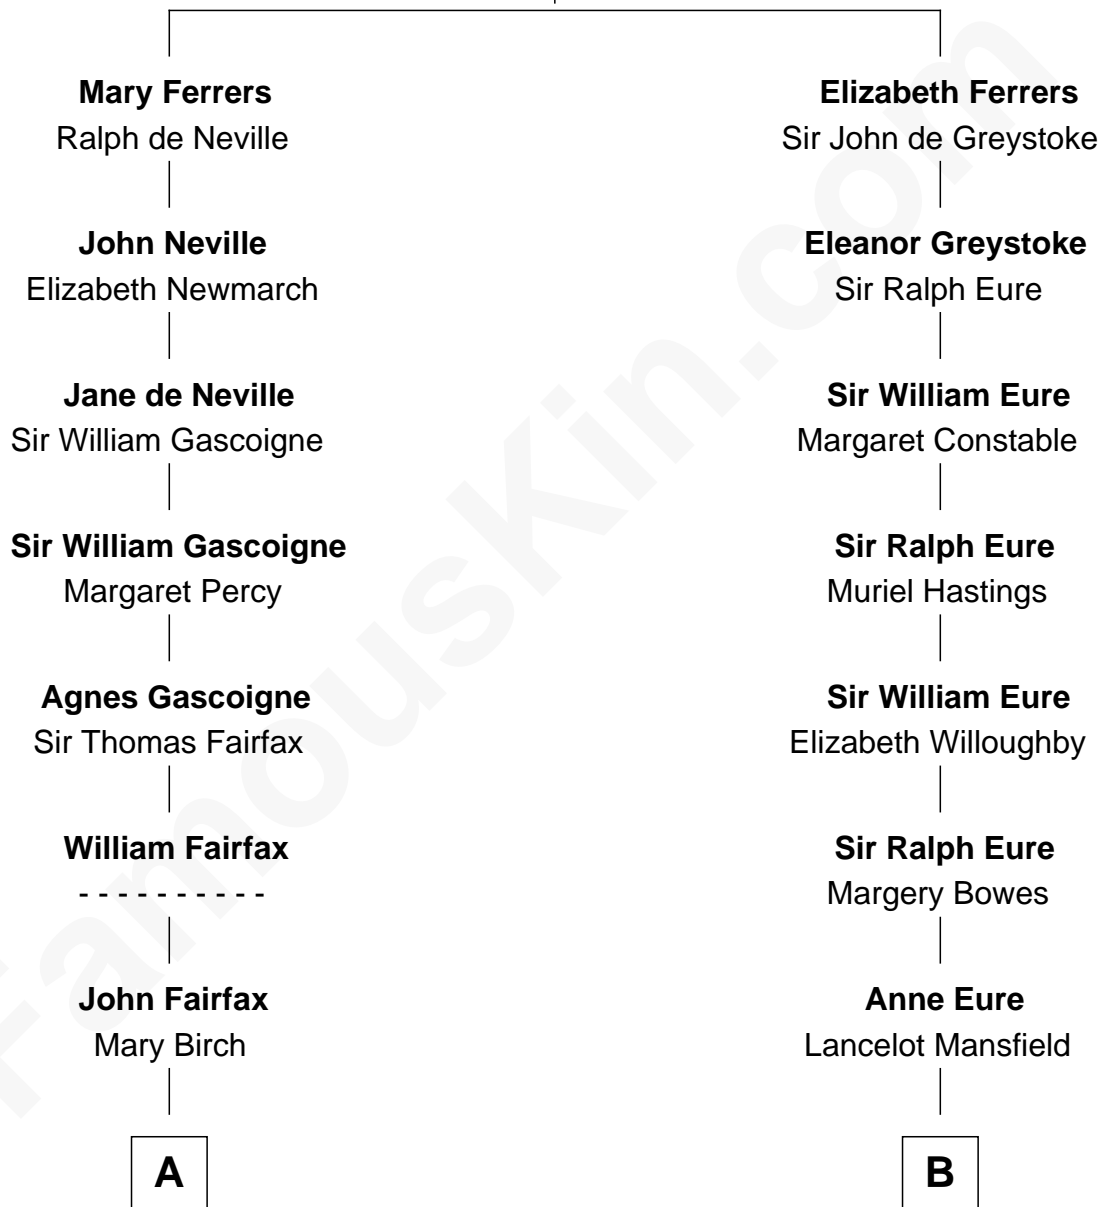 Mary Ferrers
Ralph de Neville
John Neville
Elizabeth Newmarch
Jane de Neville
Sir William Gascoigne
Sir William Gascoigne
Margaret Percy
Agnes Gascoigne
Sir Thomas Fairfax
William Fairfax
- - - - - - - - - -
John Fairfax
Mary Birch
A
Elizabeth Ferrers
Sir John de Greystoke
Eleanor Greystoke
Sir Ralph Eure
Sir William Eure
Margaret Constable
Sir Ralph Eure
Muriel Hastings
Sir William Eure
Elizabeth Willoughby
Sir Ralph Eure
Margery Bowes
Anne Eure
Lancelot Mansfield
B
FamousKin.com